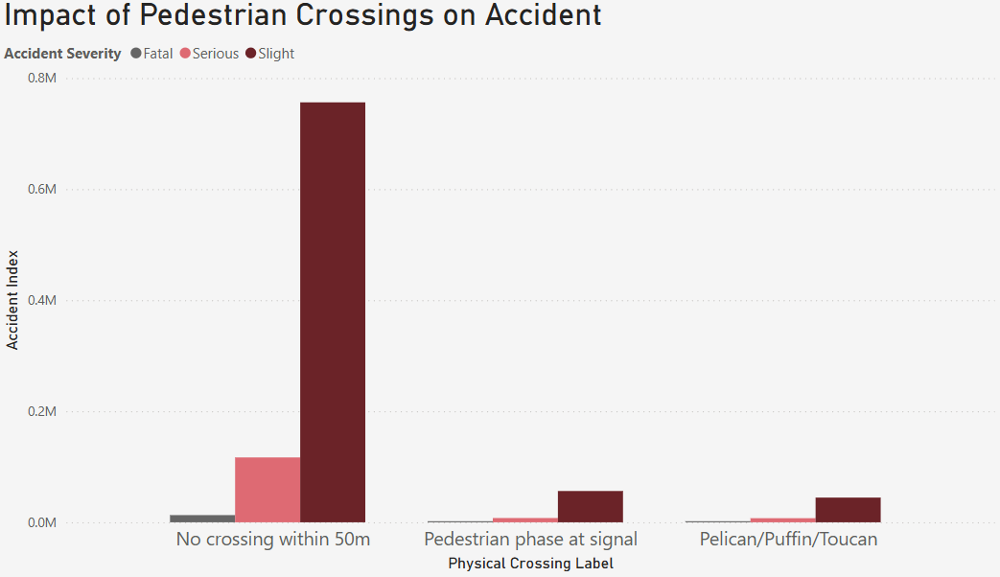 Impact of Pedestrian Crossings on Accident
Accident Severity Fatal Serious Slight
0.8M
0.6M
0.4M
0.2M
0.0M
Accident Index
No crossing within 50m Pedestrian phase at signal Pelican/Puffin/Toucan
Physical Crossing Label